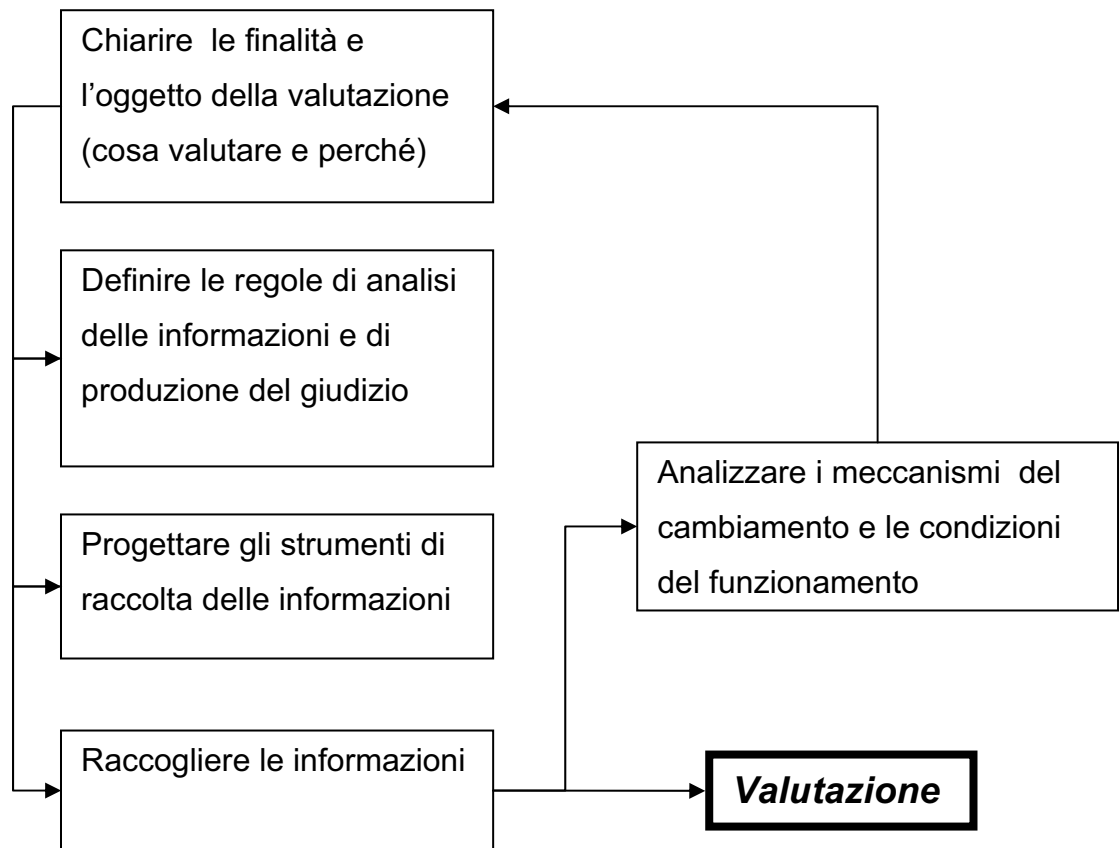 Chiarire le finalità e
l’oggetto della valutazione
(cosa valutare e perché)
Definire le regole di analisi
delle informazioni e di
produzione del giudizio
Progettare gli strumenti di
raccolta delle informazioni
Raccogliere le informazioni
Analizzare i meccanismi del
cambiamento e le condizioni
del funzionamento
Valutazione